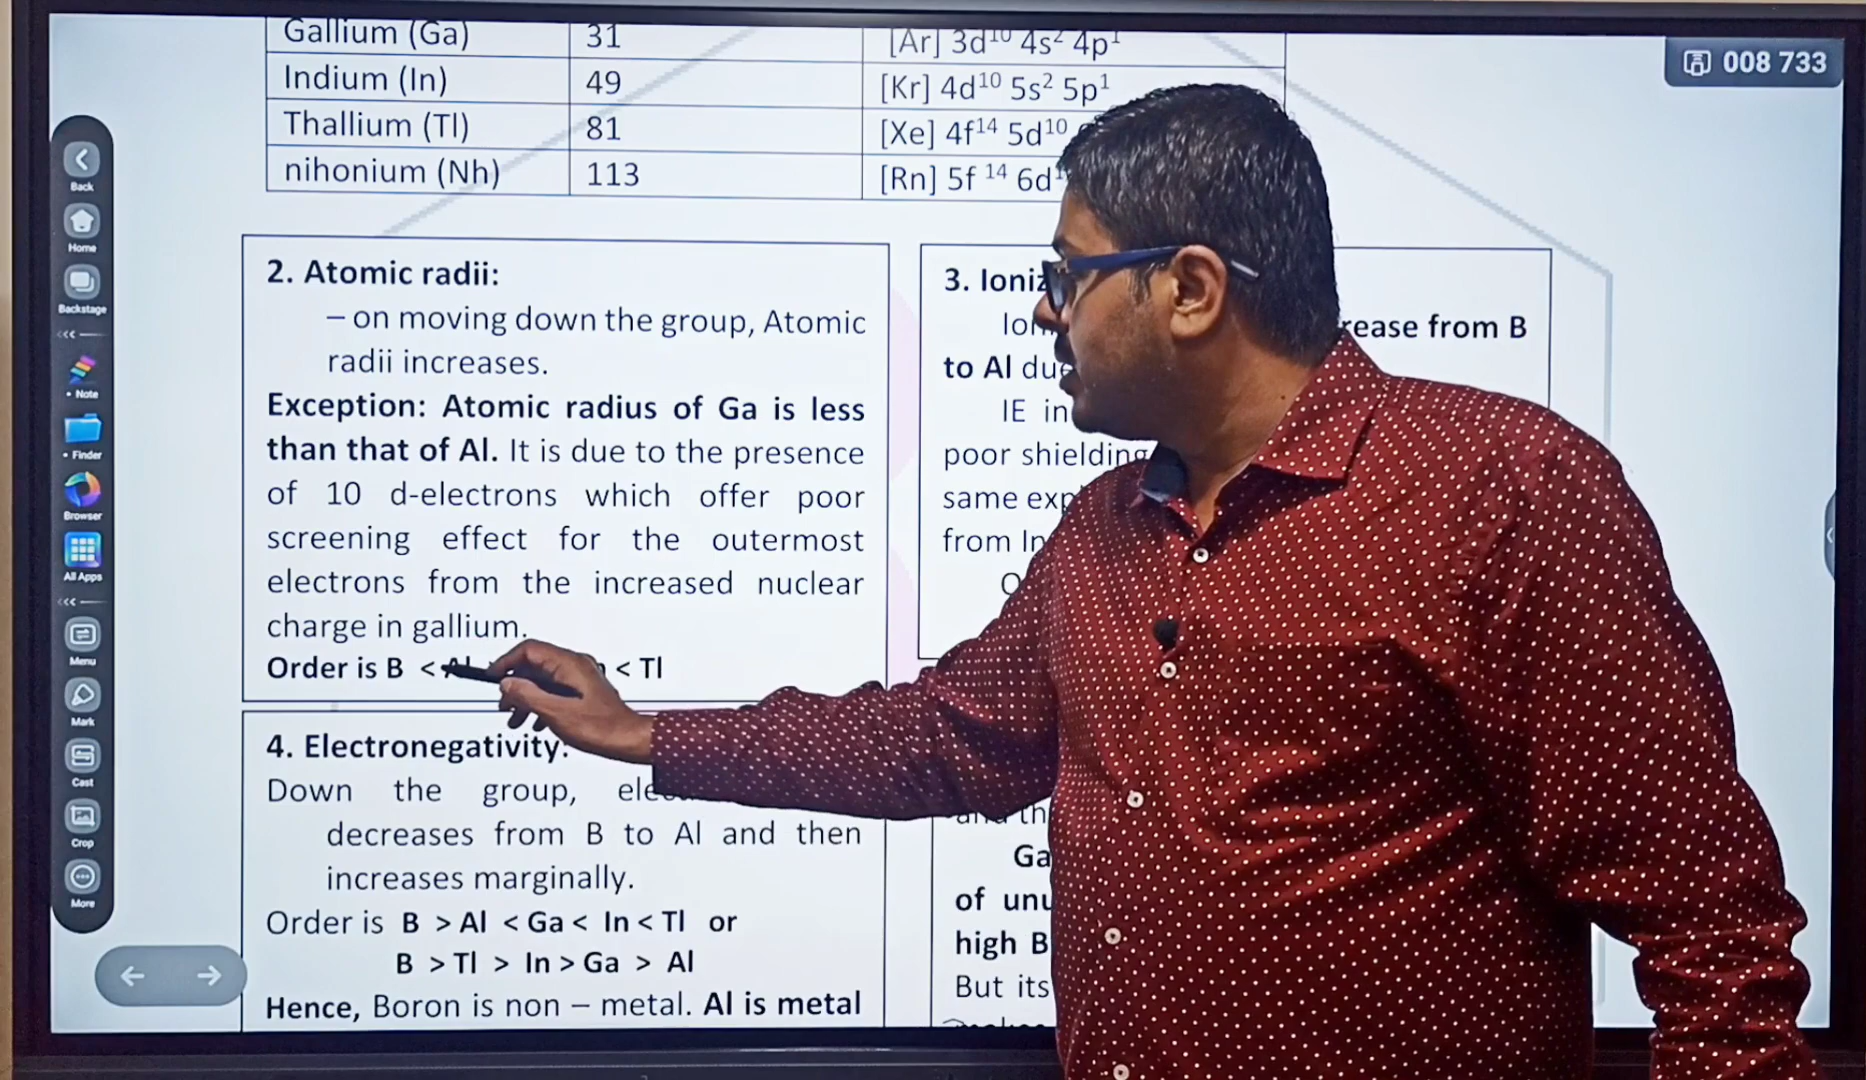 Gallium (Ga) 31 [Ar] 3d¹⁰ 4s² 4p¹
008 733
Indium (In) 49 [Kr] 4d¹⁰ 5s² 5p¹
Thallium (Tl) 81 [Xe] 4f¹⁴ 5d¹⁰
nihonium (Nh) 113 [Rn] 5f ¹⁴ 6d
Back
Home
Backstage
Note
Finder
Browser
All Apps
Menu
Mark
Cast
Crop
More
2. Atomic radii:
– on moving down the group, Atomic
radii increases.
Exception: Atomic radius of Ga is less
than that of Al. It is due to the presence
of 10 d-electrons which offer poor
screening effect for the outermost
electrons from the increased nuclear
charge in gallium.
Order is B < < Tl
3.
from B
to Al
IE
poor shielding
same
from In
4. Electronegativity:
Down the group,
decreases from B to Al and then
increases marginally.
Order is B > Al < Ga < In < Tl or
B > Tl > In > Ga > Al
Hence, Boron is non – metal. Al is metal
Ga
of
high B
But its